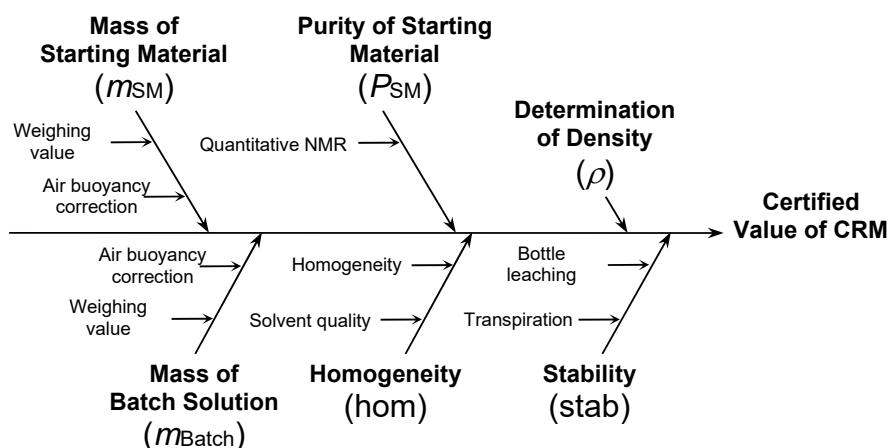 Mass of
Starting Material
(mSM)
Purity of Starting
Material
(PSM)
Determination
of Density
(ρ)
Weighing
value
Air buoyancy
correction
Quantitative NMR
Certified
Value of CRM
Air buoyancy
correction
Weighing
value
Homogeneity
Solvent quality
Bottle
leaching
Transpiration
Mass of
Batch Solution
(mBatch)
Homogeneity
(hom)
Stability
(stab)